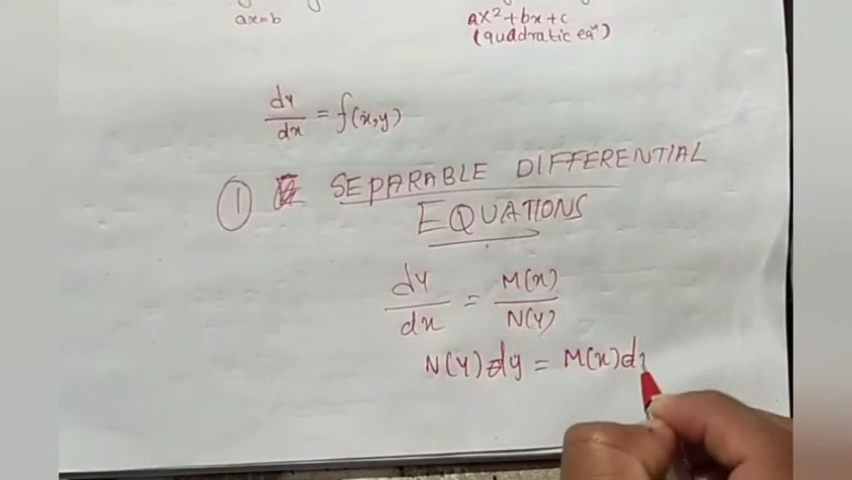 ax=b
ax²+bx+c
(quadratic eqⁿ)
dy/dx = f(x,y)
① SEPARABLE DIFFERENTIAL
EQUATIONS
dy/dx = M(x)/N(y)
N(y) dy = M(x)d